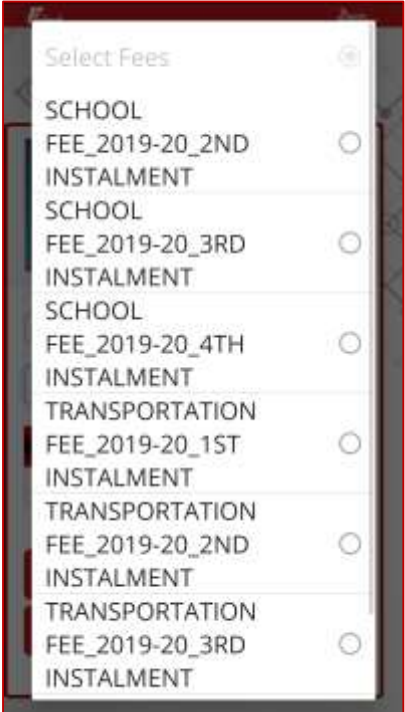 Select Fees
SCHOOL
FEE_2019-20_2ND
INSTALMENT
SCHOOL
FEE_2019-20_3RD
INSTALMENT
SCHOOL
FEE_2019-20_4TH
INSTALMENT
TRANSPORTATION
FEE_2019-20_1ST
INSTALMENT
TRANSPORTATION
FEE_2019-20_2ND
INSTALMENT
TRANSPORTATION
FEE_2019-20_3RD
INSTALMENT